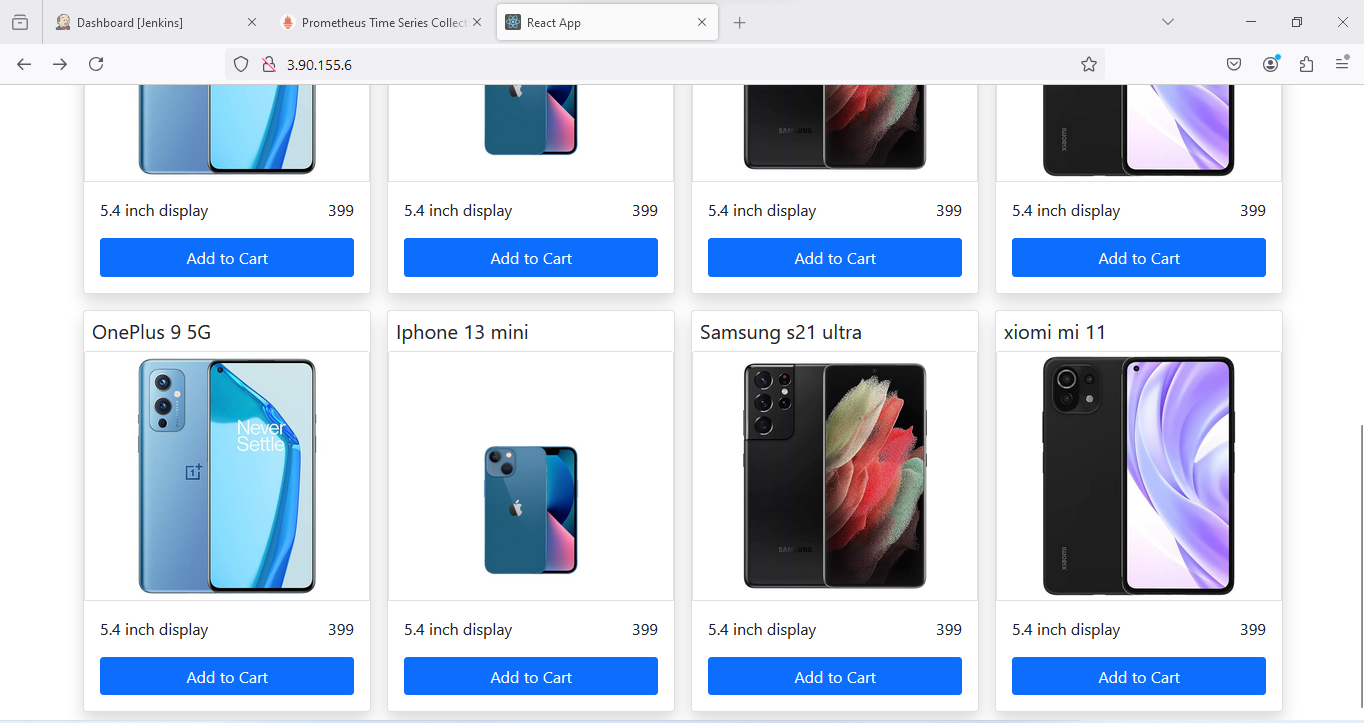 Dashboard [Jenkins]
Prometheus Time Series Collect
React App
3.90.155.6
SAMSUNG
xiaomi
5.4 inch display 399
5.4 inch display 399
5.4 inch display 399
5.4 inch display 399
Add to Cart
Add to Cart
Add to Cart
Add to Cart
OnePlus 9 5G
Iphone 13 mini
Samsung s21 ultra
xiomi mi 11
Never
Settle
1+
SAMSUNG
xiaomi
5.4 inch display 399
5.4 inch display 399
5.4 inch display 399
5.4 inch display 399
Add to Cart
Add to Cart
Add to Cart
Add to Cart